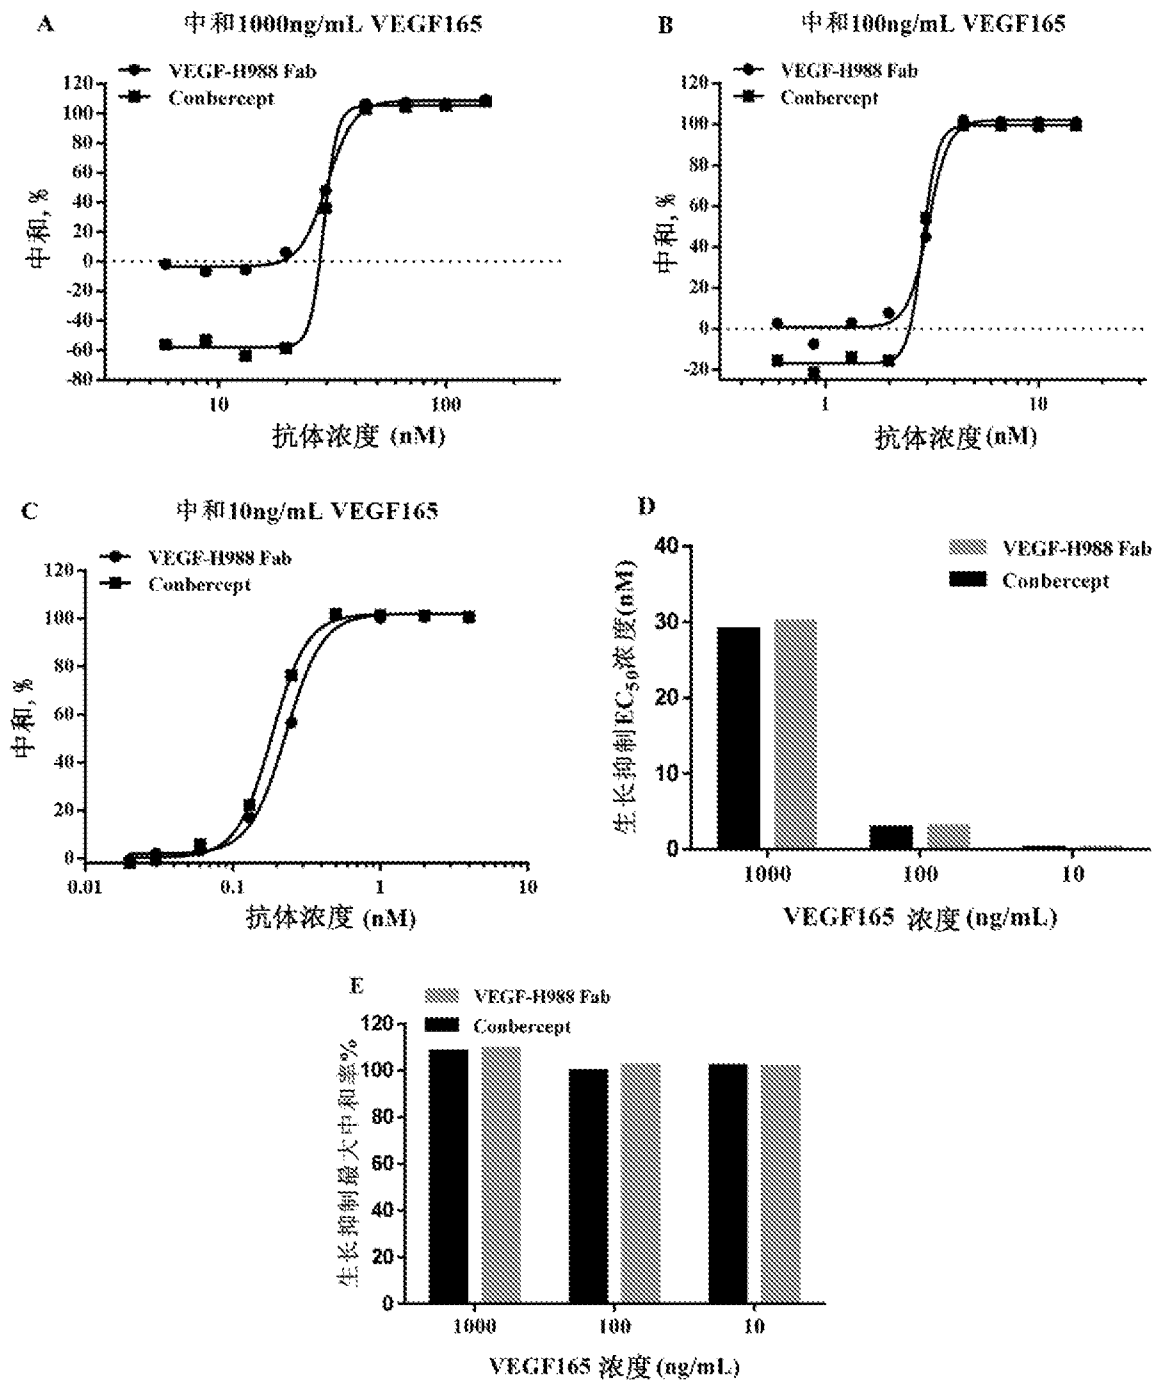 A
中和1000ng/mL VEGF165
VEGF-H988 Fab
Conbercept
120
100
80
60
40
20
0
-20
-40
-60
-80
中和, %
10
100
抗体浓度 (nM)
B
中和100ng/mL VEGF165
VEGF-H988 Fab
Conbercept
120
100
80
60
40
20
0
-20
中和, %
1
10
抗体浓度(nM)
C
中和10ng/mL VEGF165
VEGF-H988 Fab
Conbercept
120
100
80
60
40
20
0
中和, %
0.01
0.1
1
10
抗体浓度 (nM)
D
VEGF-H988 Fab
Conbercept
40
30
20
10
0
生长抑制EC50浓度(nM)
1000
100
10
VEGF165 浓度(ng/mL)
E
VEGF-H988 Fab
Conbercept
120
100
80
60
40
20
0
生长抑制最大中和率%
1000
100
10
VEGF165 浓度(ng/mL)